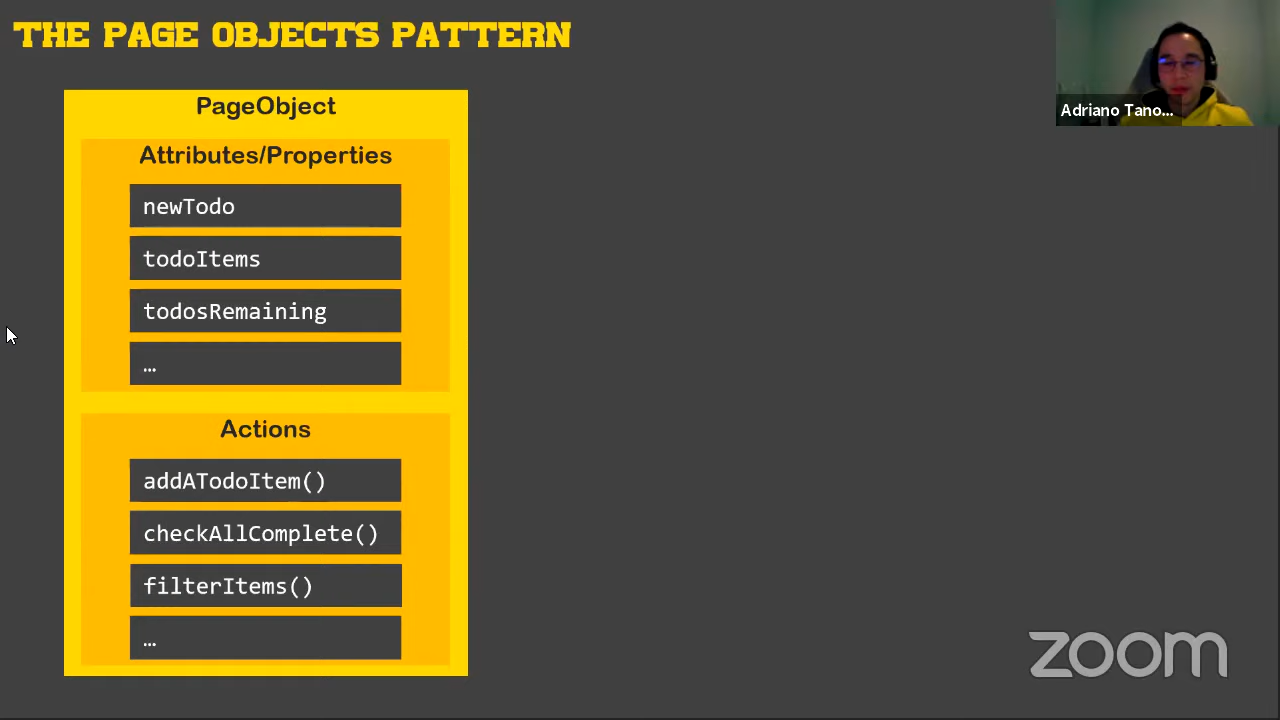 THE PAGE OBJECTS PATTERN
Adriano Tano...
PageObject
Attributes/Properties
newTodo
todoItems
todosRemaining
…
Actions
addATodoItem()
checkAllComplete()
filterItems()
…
zoom